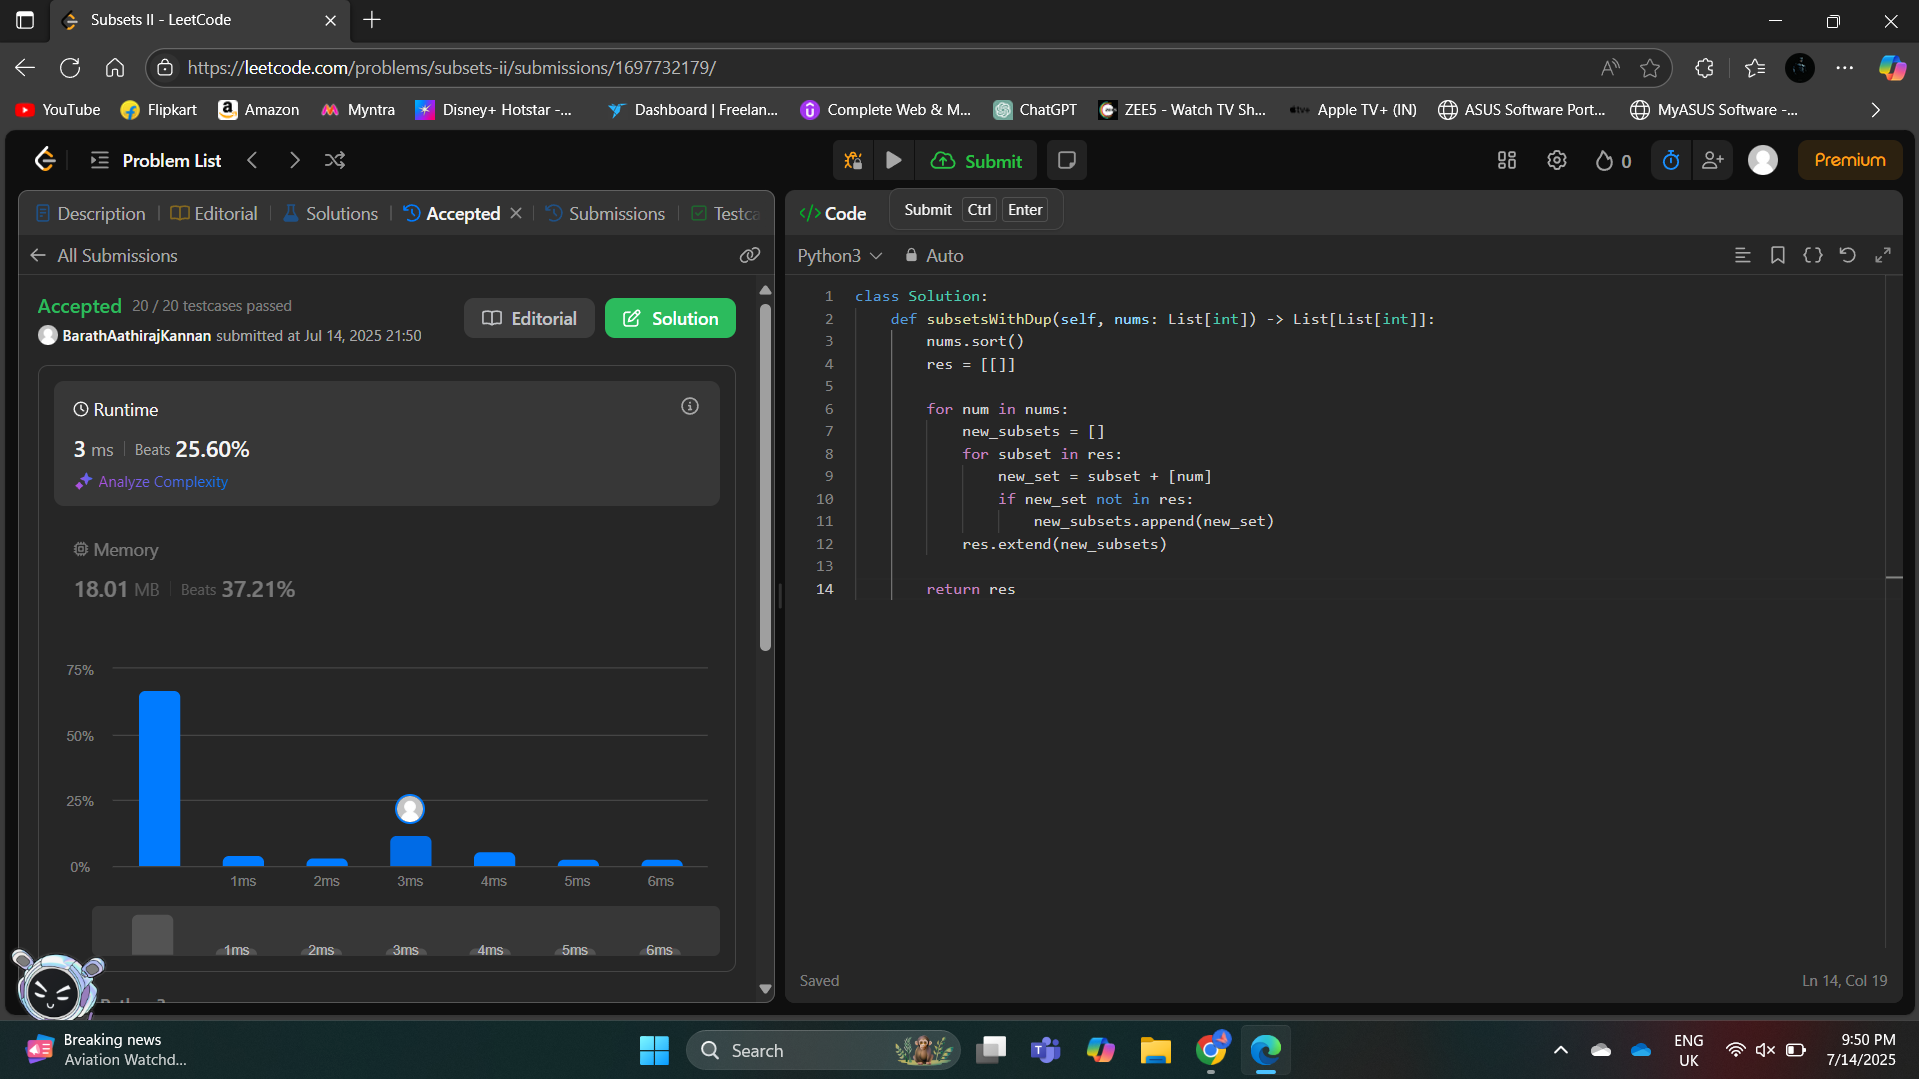 Subsets II - LeetCode
https://leetcode.com/problems/subsets-ii/submissions/1697732179/
YouTube
Flipkart
Amazon
Myntra
Disney+ Hotstar -...
Dashboard | Freelan...
Complete Web & M...
ChatGPT
ZEE5 - Watch TV Sh...
Apple TV+ (IN)
ASUS Software Port...
MyASUS Software -...
Problem List
Submit
0
Premium
Description
Editorial
Solutions
Accepted
Submissions
Testca
All Submissions
Accepted 20 / 20 testcases passed
BarathAathirajKannan submitted at Jul 14, 2025 21:50
Editorial
Solution
Runtime
3 ms Beats 25.60%
Analyze Complexity
Memory
18.01 MB Beats 37.21%
75%
50%
25%
0%
1ms 2ms 3ms 4ms 5ms 6ms
1ms 2ms 3ms 4ms 5ms 6ms
</> Code
Submit Ctrl Enter
Python3
Auto
1 class Solution:
2     def subsetsWithDup(self, nums: List[int]) -> List[List[int]]:
3         nums.sort()
4         res = [[]]
5
6         for num in nums:
7             new_subsets = []
8             for subset in res:
9                 new_set = subset + [num]
10                 if new_set not in res:
11                     new_subsets.append(new_set)
12             res.extend(new_subsets)
13
14         return res
Saved
Ln 14, Col 19
Breaking news
Aviation Watchd...
Search
ENG
UK
9:50 PM
7/14/2025